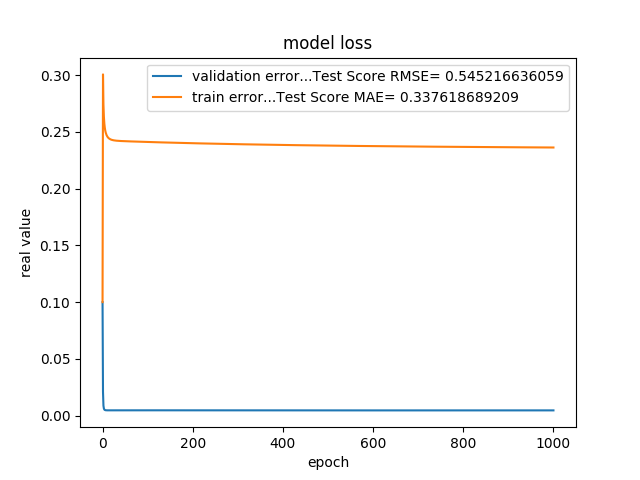 model loss
validation error...Test Score RMSE= 0.545216636059
train error...Test Score MAE= 0.337618689209
real value
0.30
0.25
0.20
0.15
0.10
0.05
0.00
0 200 400 600 800 1000
epoch